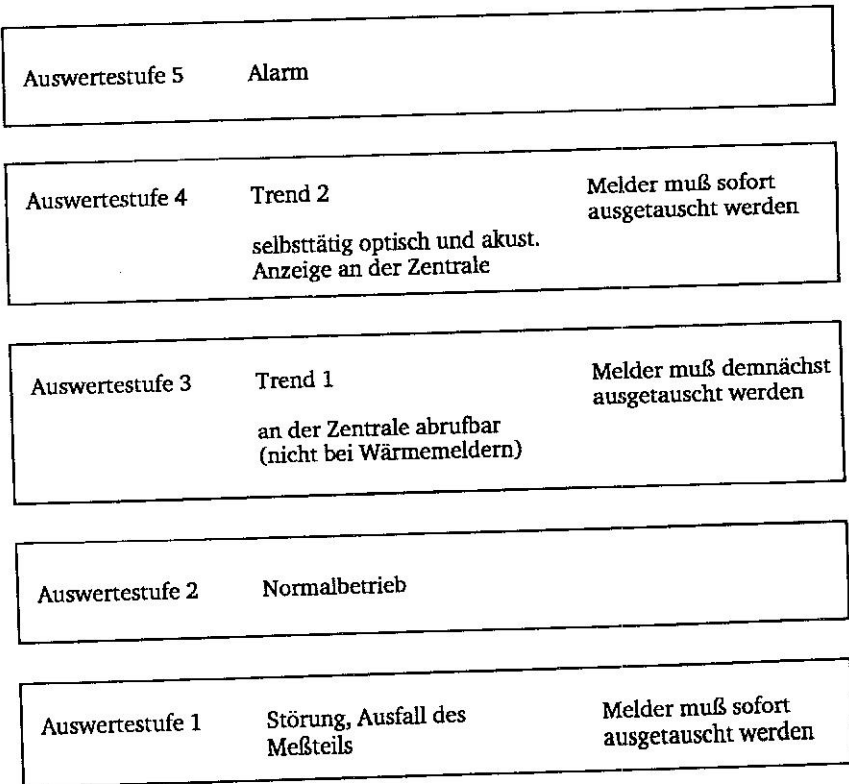 Auswertestufe 5 Alarm
Auswertestufe 4 Trend 2 Melder muß sofort
ausgetauscht werden
selbsttätig optisch und akust.
Anzeige an der Zentrale
Auswertestufe 3 Trend 1 Melder muß demnächst
ausgetauscht werden
an der Zentrale abrufbar
(nicht bei Wärmemeldern)
Auswertestufe 2 Normalbetrieb
Auswertestufe 1 Störung, Ausfall des Melder muß sofort
Meßteils ausgetauscht werden